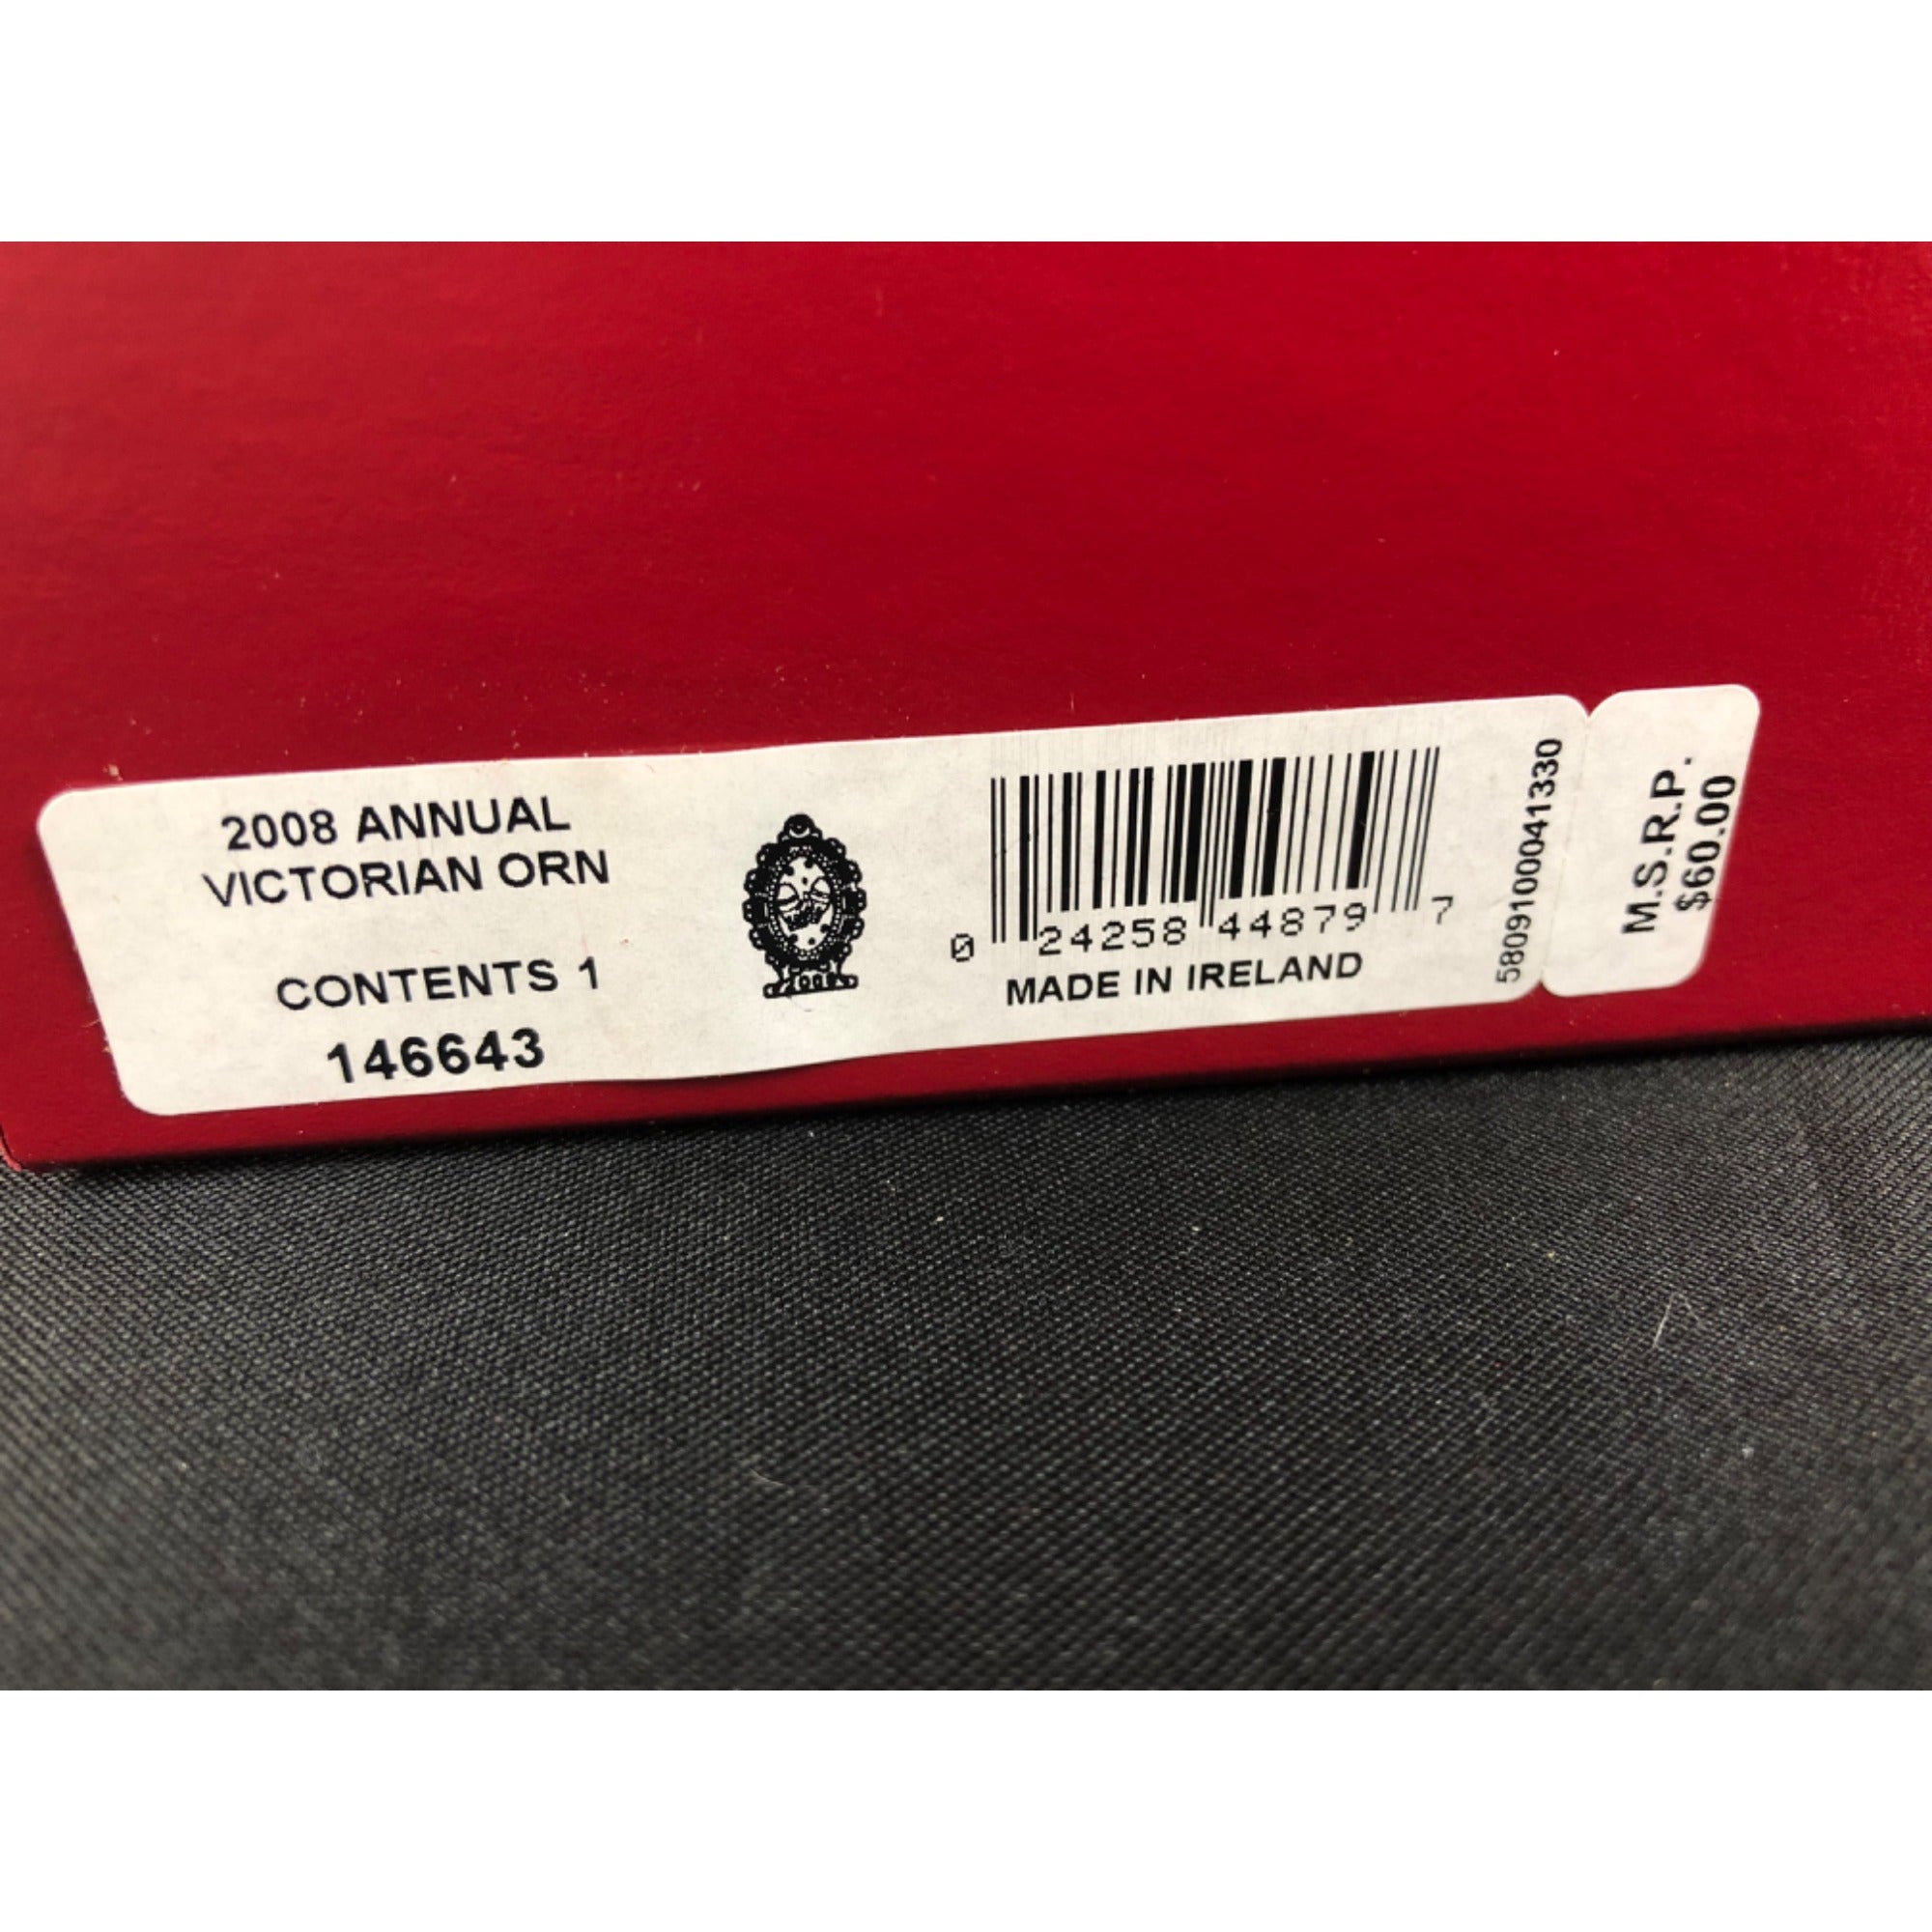 2008 ANNUAL
VICTORIAN ORN
CONTENTS 1
146643
0 24258 44879 7
MADE IN IRELAND
5809100041330
M.S.R.P.
$60.00